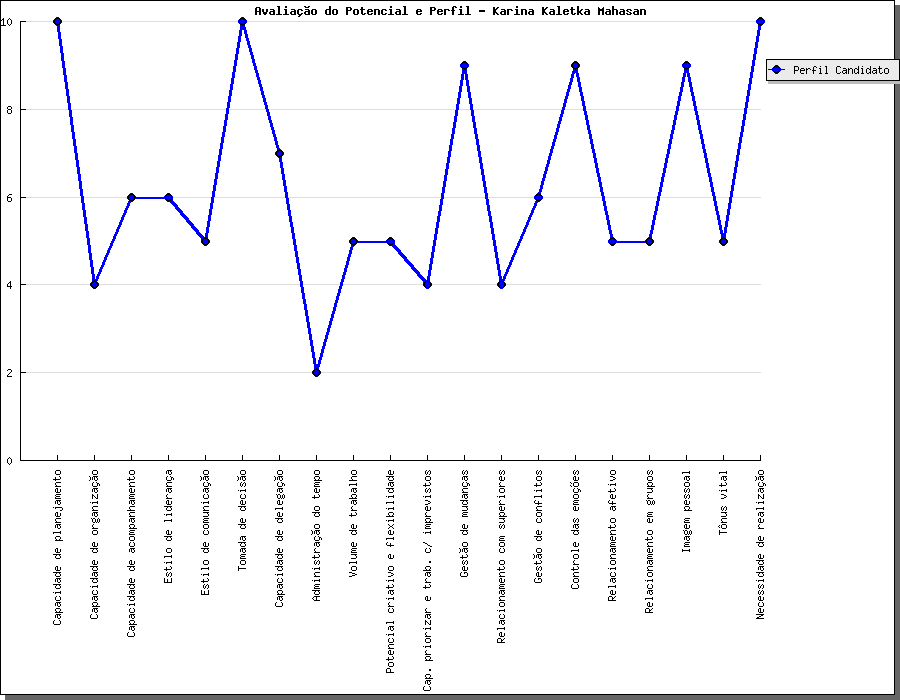 Avaliação do Potencial e Perfil - Karina Kaletka Mahasan
10
8
6
4
2
0
Perfil Candidato
Capacidade de planejamento
Capacidade de organização
Capacidade de acompanhamento
Estilo de liderança
Estilo de comunicação
Tomada de decisão
Capacidade de delegação
Administração do tempo
Volume de trabalho
Potencial criativo e flexibilidade
Cap. priorizar e trab. c/ imprevistos
Gestão de mudanças
Relacionamento com superiores
Gestão de conflitos
Controle das emoções
Relacionamento afetivo
Relacionamento em grupos
Imagem pessoal
Tônus vital
Necessidade de realização